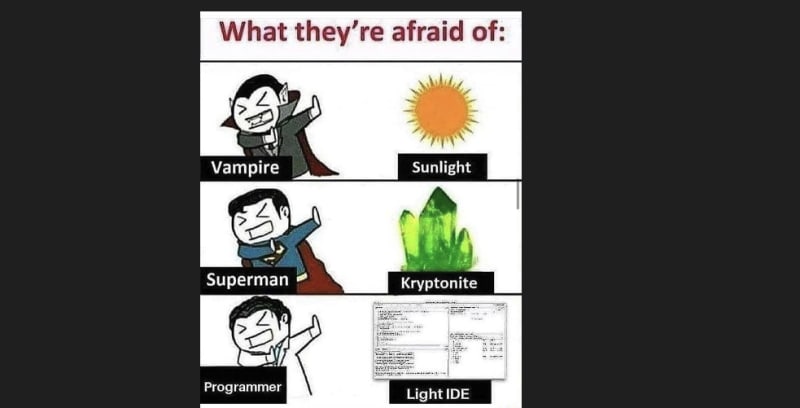 What they're afraid of:
Vampire
Sunlight
Superman
Kryptonite
Programmer
Light IDE